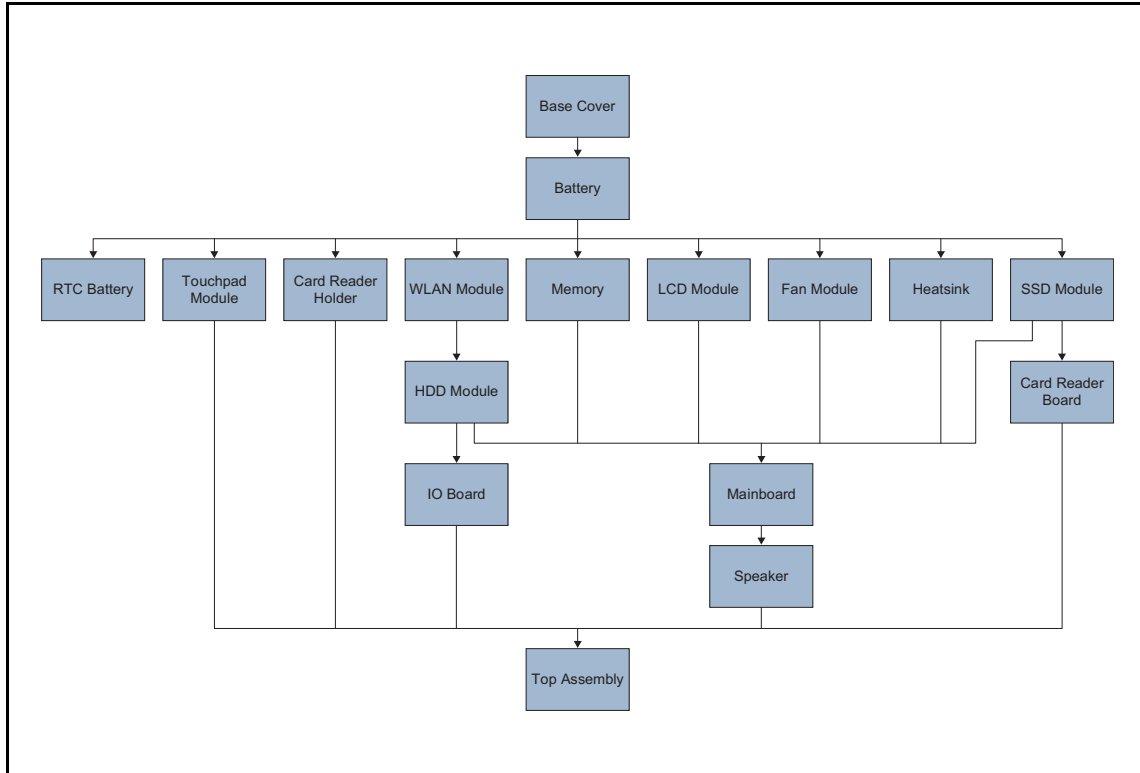 Base Cover
Battery
RTC Battery
Touchpad
Module
Card Reader
Holder
WLAN Module
Memory
LCD Module
Fan Module
Heatsink
SSD Module
HDD Module
Card Reader
Board
IO Board
Mainboard
Speaker
Top Assembly